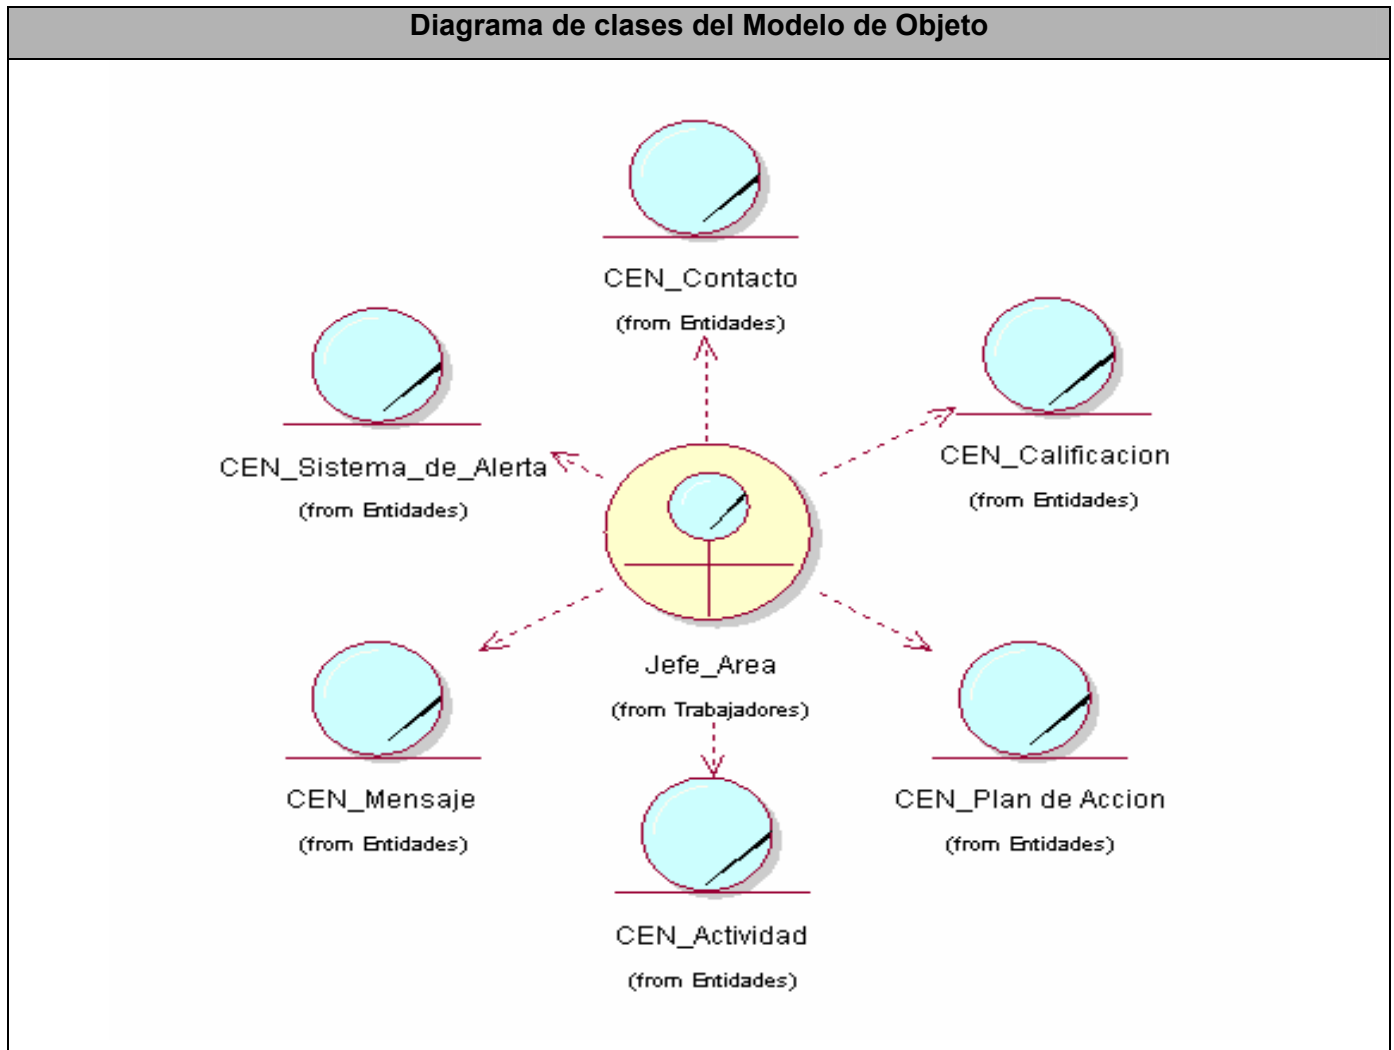 Diagrama de clases del Modelo de Objeto
CEN_Contacto
(from Entidades)
CEN_Sistema_de_Alerta
(from Entidades)
CEN_Calificacion
(from Entidades)
Jefe_Area
(from Trabajadores)
CEN_Mensaje
(from Entidades)
CEN_Plan de Accion
(from Entidades)
CEN_Actividad
(from Entidades)